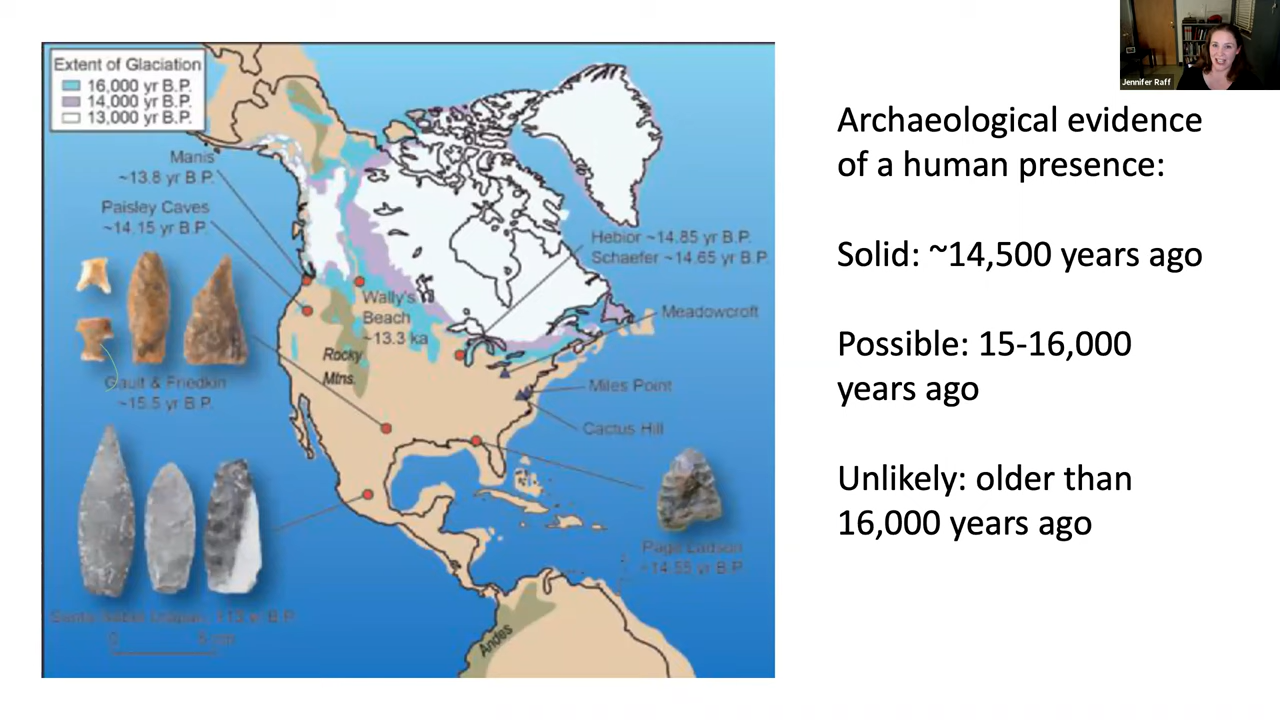 Jennifer Raff
Extent of Glaciation
16,000 yr B.P.
14,000 yr B.P.
13,000 yr B.P.
Manis
~13.8 yr B.P.
Paisley Caves
~14.15 yr B.P.
Hebior ~14.85 yr B.P.
Schaefer ~14.65 yr B.P.
Wally's
Beach
~13.3 ka
Meadowcroft
Rocky
Mtns.
Miles Point
Gault & Friedkin
~15.5 yr B.P.
Cactus Hill
Page Ladson
~14.55 yr B.P.
yr B.P.
0 5 cm
Andes
Archaeological evidence
of a human presence:
Solid: ~14,500 years ago
Possible: 15-16,000
years ago
Unlikely: older than
16,000 years ago